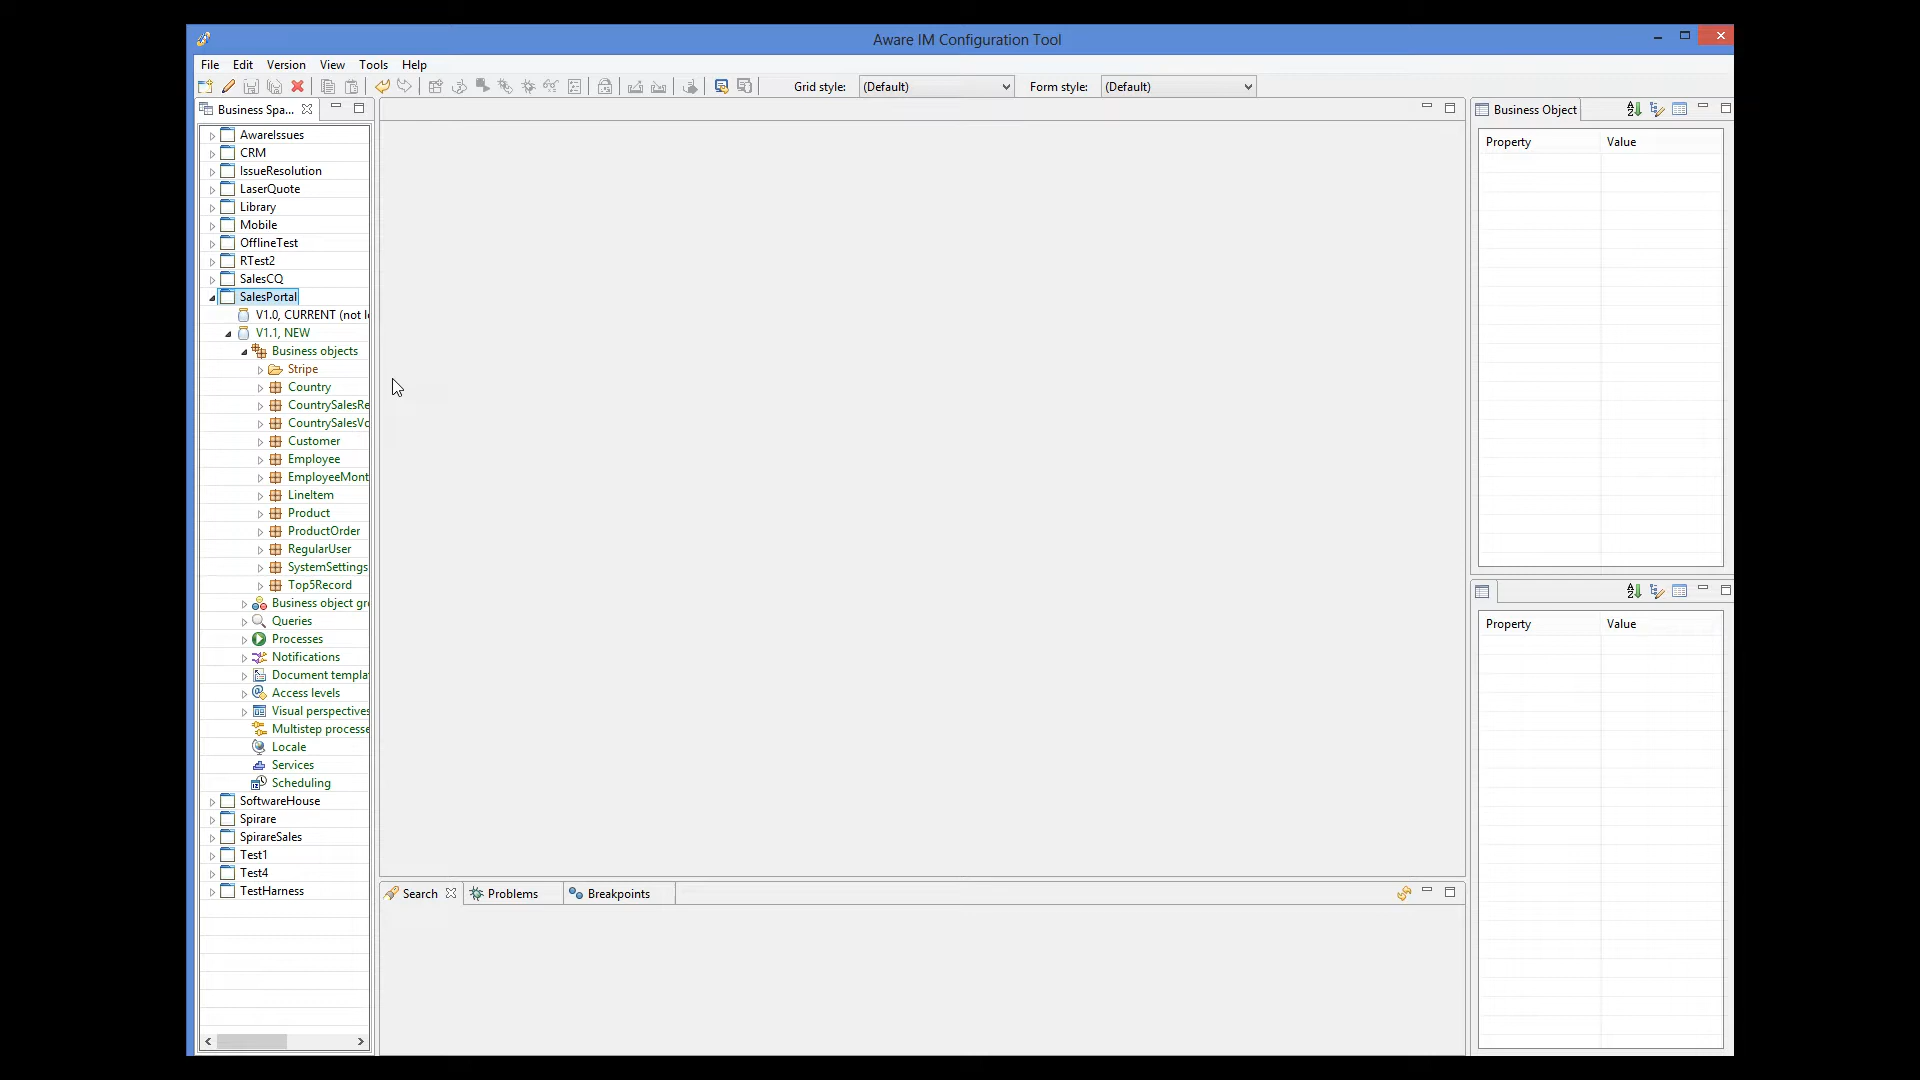 Aware IM Configuration Tool
File Edit Version View Tools Help
Grid style: (Default) Form style: (Default)
Business Spa...
AwareIssues
CRM
IssueResolution
LaserQuote
Library
Mobile
OfflineTest
RTest2
SalesCQ
SalesPortal
V1.0, CURRENT (not l
V1.1, NEW
Business objects
Stripe
Country
CountrySalesRe
CountrySalesVo
Customer
Employee
EmployeeMont
LineItem
Product
ProductOrder
RegularUser
SystemSettings
Top5Record
Business object gr
Queries
Processes
Notifications
Document templa
Access levels
Visual perspectives
Multistep processe
Locale
Services
Scheduling
SoftwareHouse
Spirare
SpirareSales
Test1
Test4
TestHarness
Search Problems Breakpoints
Business Object
Property Value
Property Value